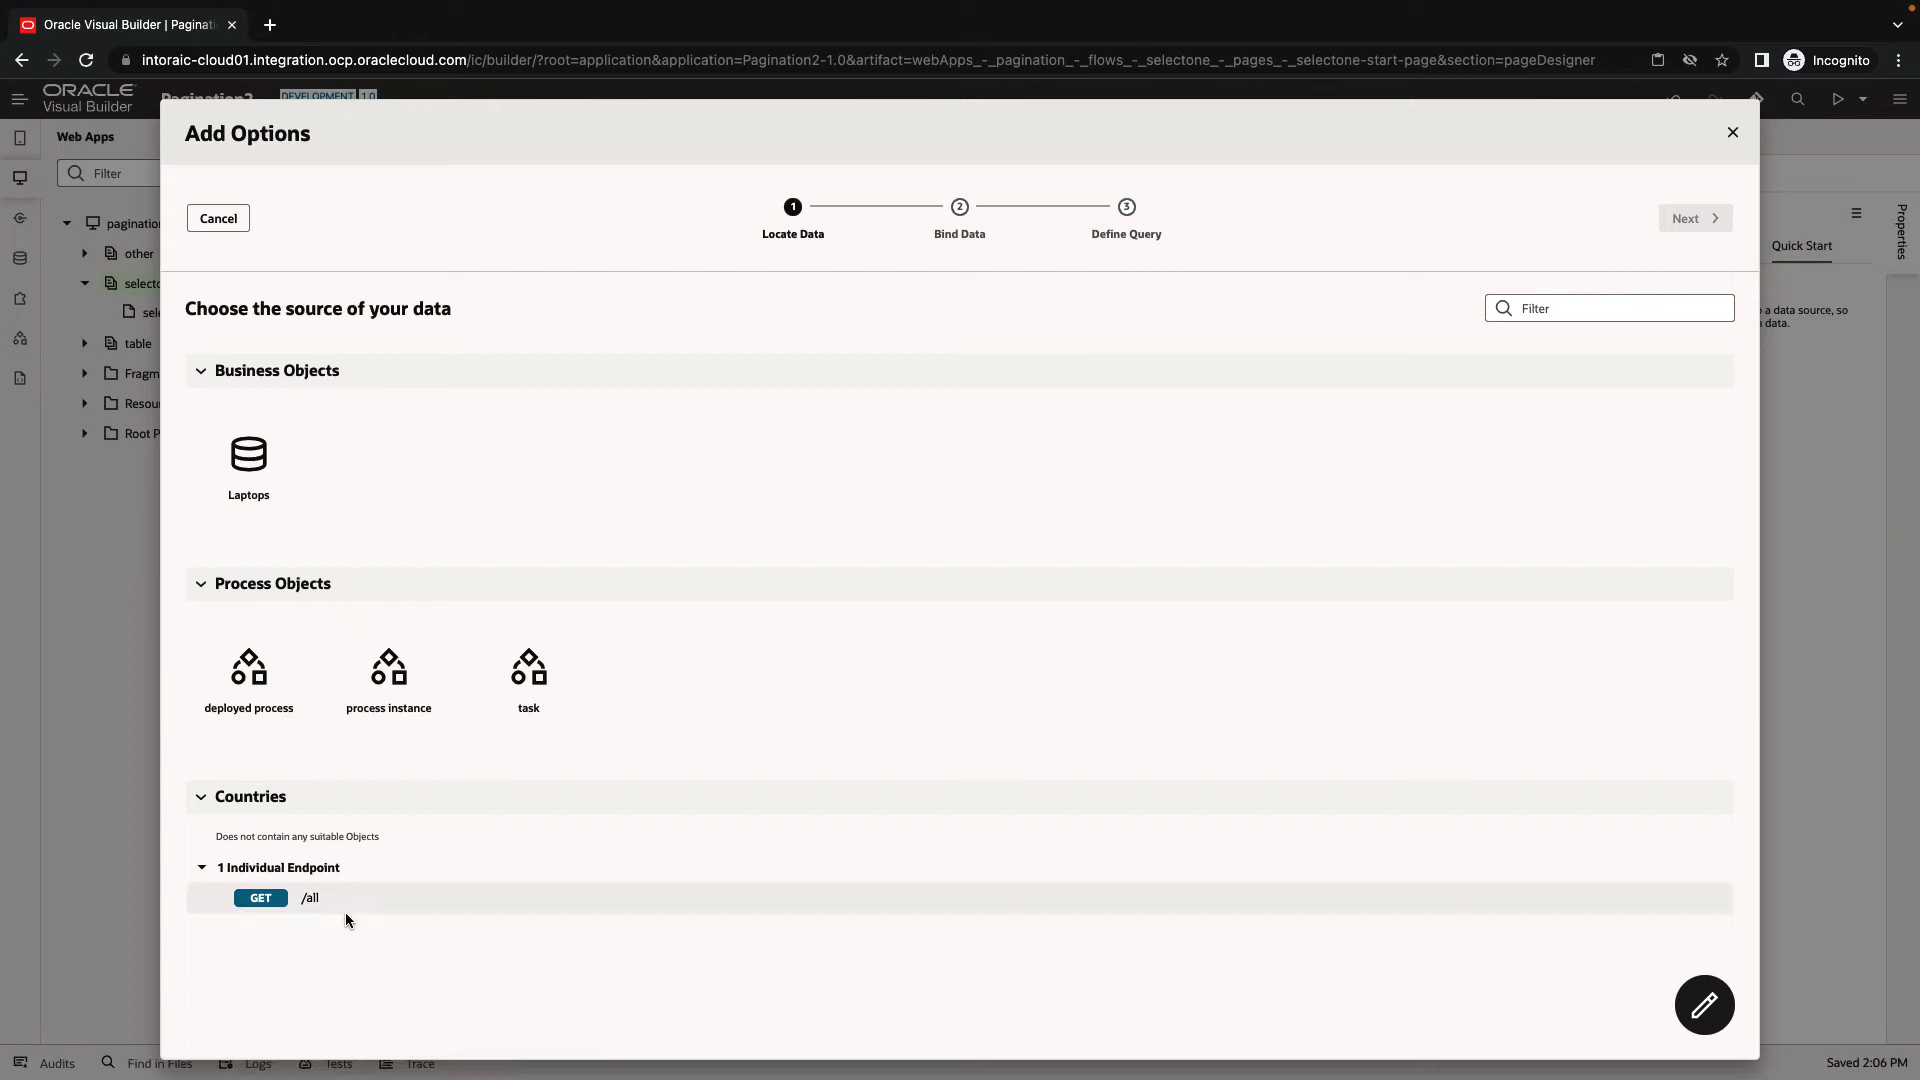 Oracle Visual Builder | Paginati
intoraic-cloud01.integration.ocp.oraclecloud.com/ic/builder/?root=application&application=Pagination2-1.0&artifact=webApps_-_pagination_-_flows_-_selectone_-_pages_-_selectone-start-page&section=pageDesigner
Incognito
ORACLE
Visual Builder
Pagination2
DEVELOPMENT 1.0
Web Apps
Filter
pagination
other
selecto
sele
table
Fragm
Resour
Root P
Add Options
Cancel
1
2
3
Locate Data
Bind Data
Define Query
Next
Choose the source of your data
Filter
Business Objects
Laptops
Process Objects
deployed process
process instance
task
Countries
Does not contain any suitable Objects
1 Individual Endpoint
GET /all
Quick Start
Properties
a data source, so
data.
Audits
Find in Files
Logs
Tests
Trace
Saved 2:06 PM